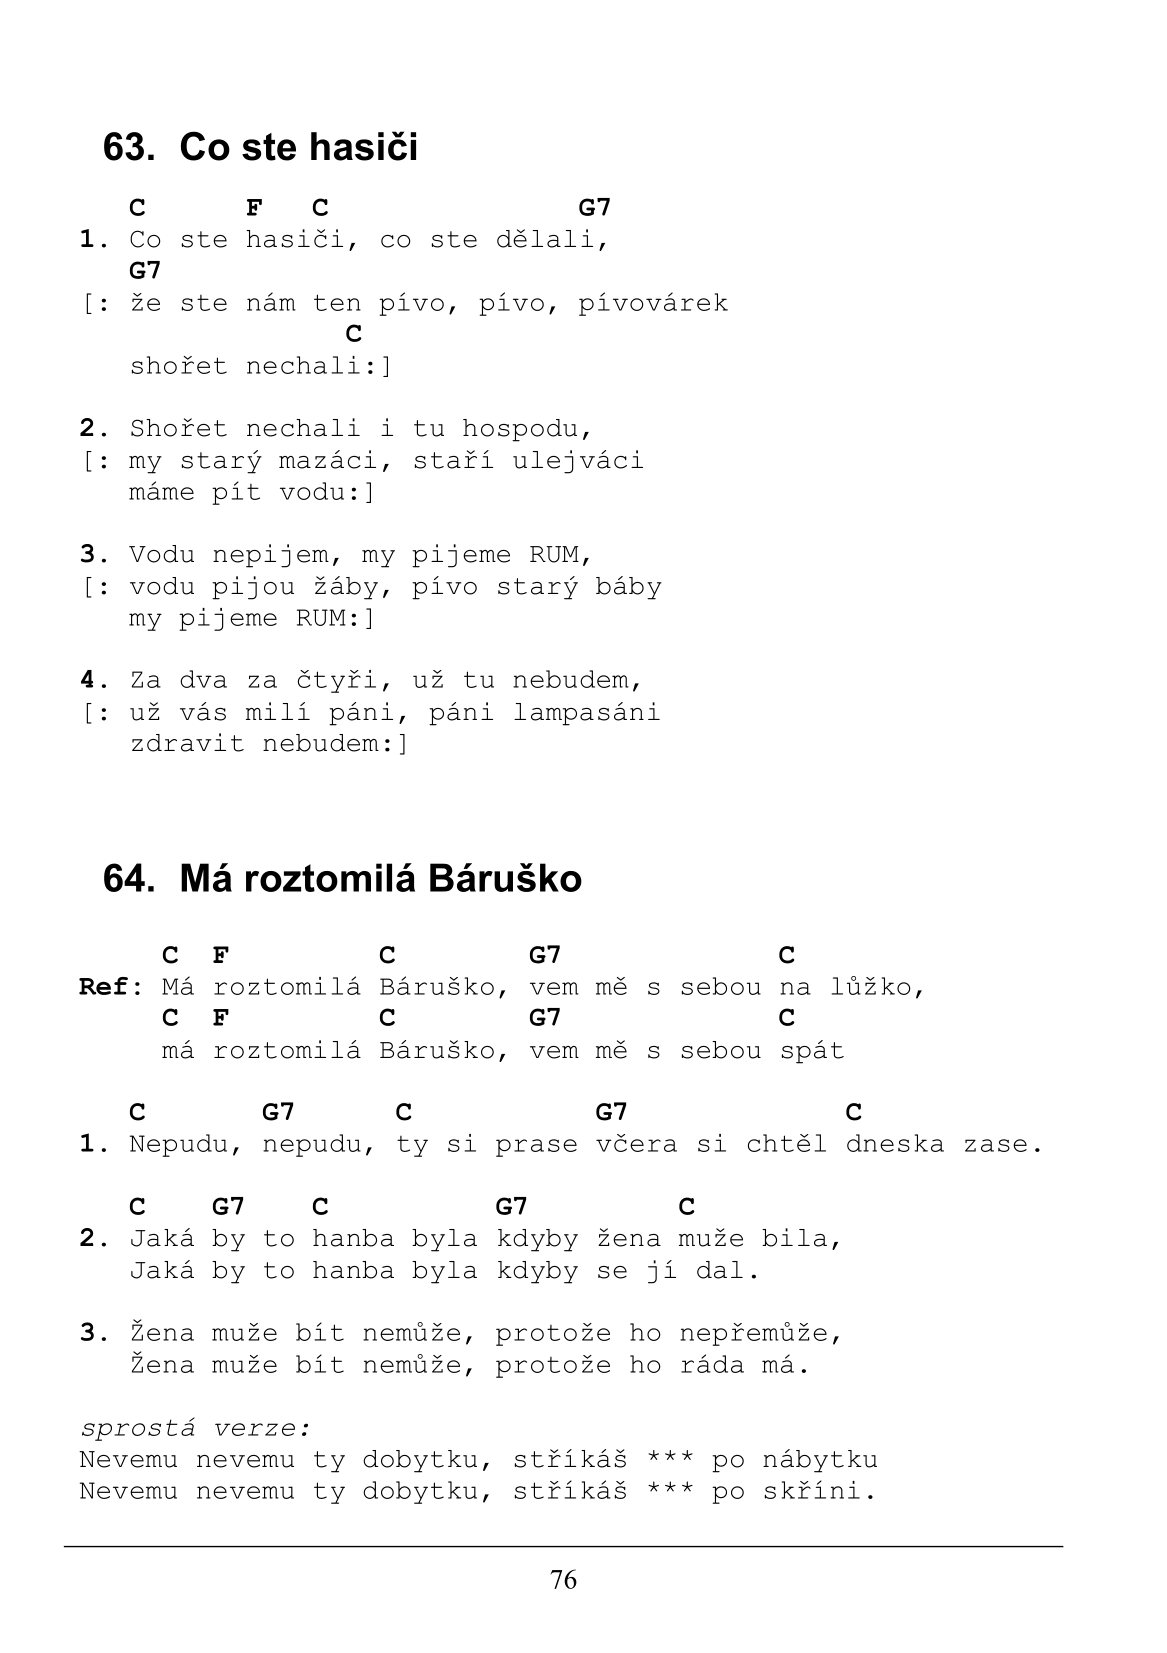 63. Co ste hasiči
C F C G7
1. Co ste hasiči, co ste dělali,
G7
[: že ste nám ten pívo, pívo, pívovárek
C
shořet nechali:]
2. Shořet nechali i tu hospodu,
[: my starý mazáci, staří ulejváci
máme pít vodu:]
3. Vodu nepijem, my pijeme RUM,
[: vodu pijou žáby, pívo starý báby
my pijeme RUM:]
4. Za dva za čtyři, už tu nebudem,
[: už vás milí páni, páni lampasáni
zdravit nebudem:]
64. Má roztomilá Báruško
C F C G7 C
Ref: Má roztomilá Báruško, vem mě s sebou na lůžko,
C F C G7 C
má roztomilá Báruško, vem mě s sebou spát
C G7 C G7 C
1. Nepudu, nepudu, ty si prase včera si chtěl dneska zase.
C G7 C G7 C
2. Jaká by to hanba byla kdyby žena muže bila,
Jaká by to hanba byla kdyby se jí dal.
3. Žena muže bít nemůže, protože ho nepřemůže,
Žena muže bít nemůže, protože ho ráda má.
sprostá verze:
Nevemu nevemu ty dobytku, stříkáš *** po nábytku
Nevemu nevemu ty dobytku, stříkáš *** po skříni.
76